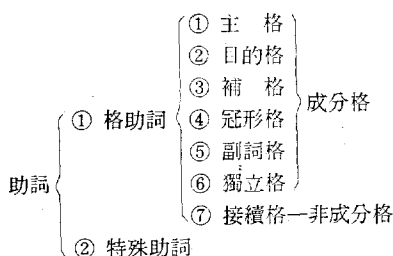 ① 主 格
② 目的格
③ 補 格
① 格助詞 ④ 冠形格 成分格
⑤ 副詞格
助詞 ⑥ 獨立格
⑦ 接續格—非成分格
② 特殊助詞